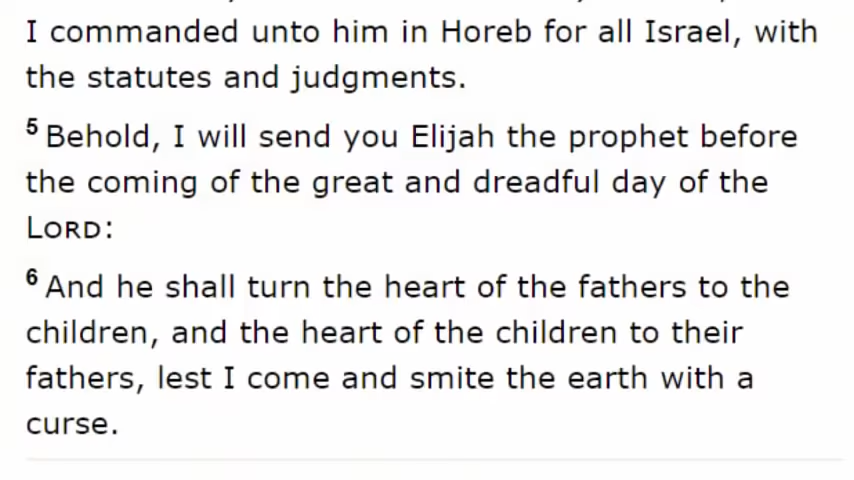 I commanded unto him in Horeb for all Israel, with
the statutes and judgments.
5 Behold, I will send you Elijah the prophet before
the coming of the great and dreadful day of the
LORD:
6 And he shall turn the heart of the fathers to the
children, and the heart of the children to their
fathers, lest I come and smite the earth with a
curse.